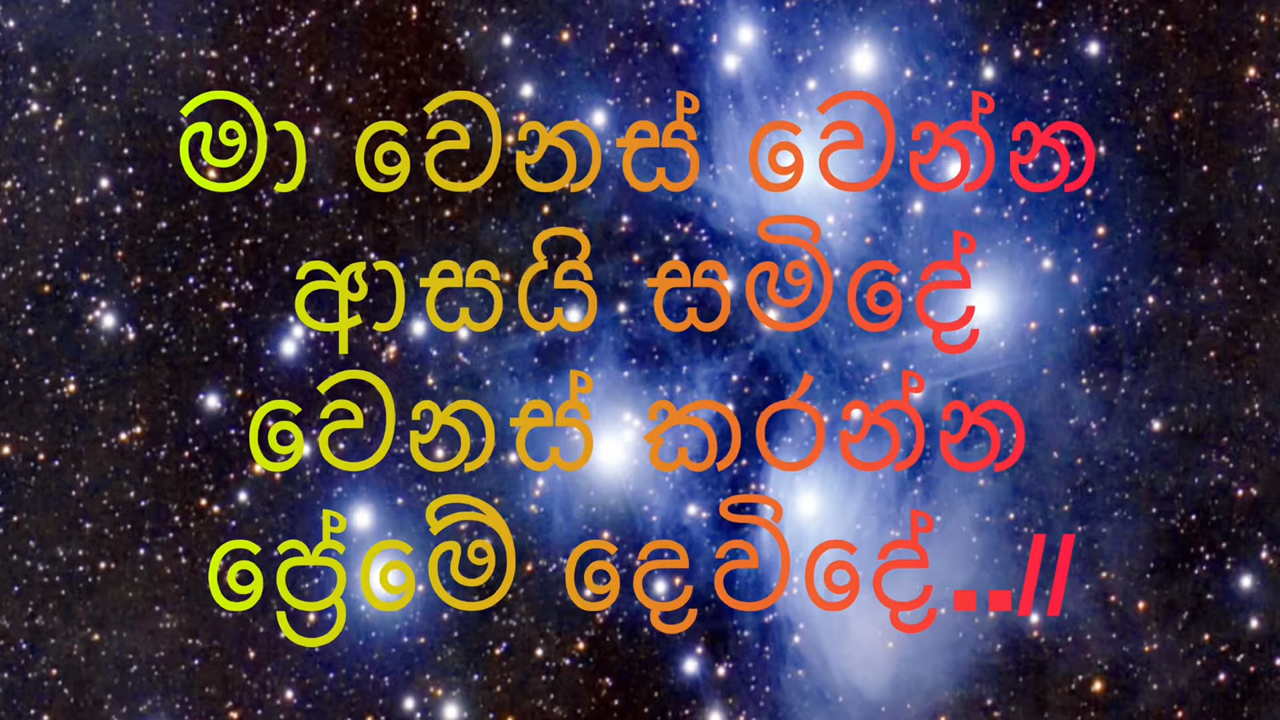 මා වෙනස් වෙන්න
ආසයි සමිදේ
වෙනස් කරන්න
ප්‍රේමේ දෙවිදේ..//